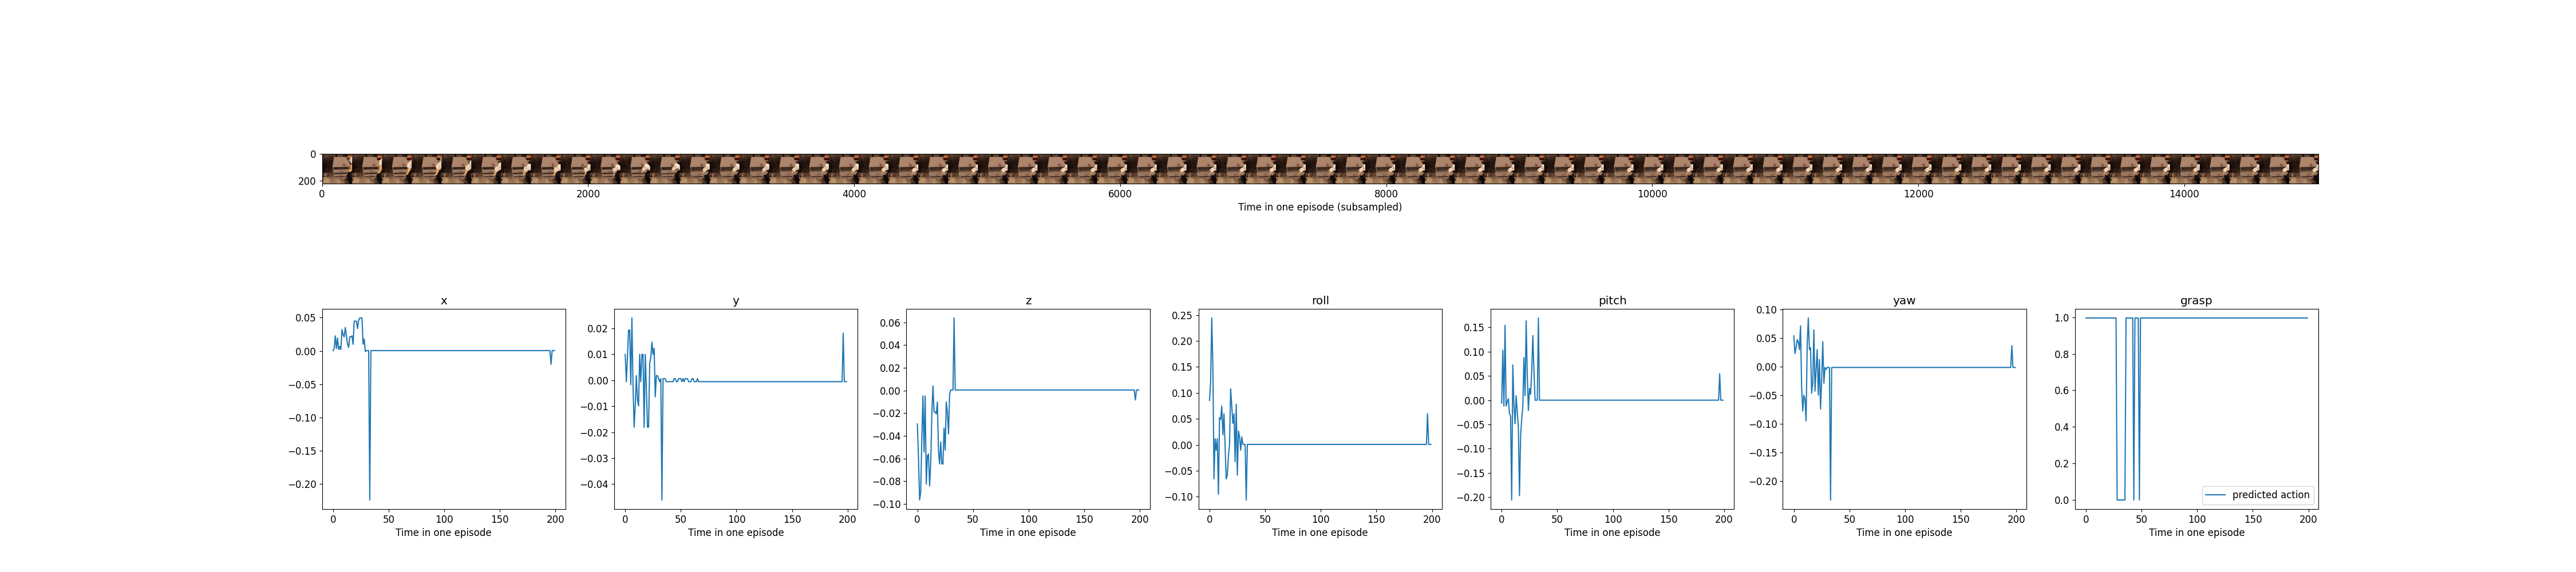 0
200
0 2000 4000 6000 8000 10000 12000 14000
Time in one episode (subsampled)
x y z roll pitch yaw grasp
0.05
0.00
−0.05
−0.10
−0.15
−0.20
0 50 100 150 200
Time in one episode
0.02
0.01
0.00
−0.01
−0.02
−0.03
−0.04
0 50 100 150 200
Time in one episode
0.06
0.04
0.02
0.00
−0.02
−0.04
−0.06
−0.08
−0.10
0 50 100 150 200
Time in one episode
0.25
0.20
0.15
0.10
0.05
0.00
−0.05
−0.10
0 50 100 150 200
Time in one episode
0.15
0.10
0.05
0.00
−0.05
−0.10
−0.15
−0.20
0 50 100 150 200
Time in one episode
0.10
0.05
0.00
−0.05
−0.10
−0.15
−0.20
0 50 100 150 200
Time in one episode
1.0
0.8
0.6
0.4
0.2
0.0
predicted action
0 50 100 150 200
Time in one episode